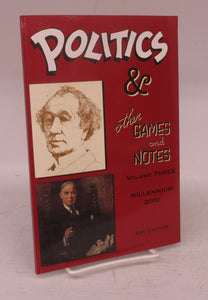 POLITICS
&
other
GAMES
and
NOTES
VOLUME THREE
MILLENNIUM
2000